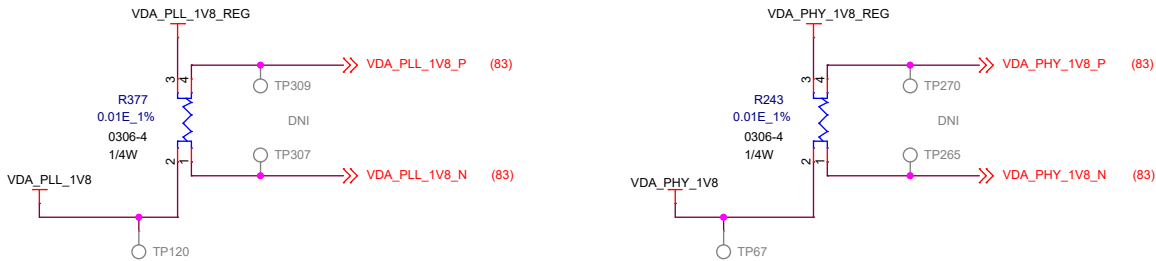 VDA_PLL_1V8_REG
3
4
VDA_PLL_1V8_P (83)
TP309
R377
0.01E_1%
0306-4
1/4W
DNI
TP307
2
1
VDA_PLL_1V8_N (83)
VDA_PLL_1V8
TP120
VDA_PHY_1V8_REG
3
4
VDA_PHY_1V8_P (83)
TP270
R243
0.01E_1%
0306-4
1/4W
DNI
TP265
2
1
VDA_PHY_1V8_N (83)
VDA_PHY_1V8
TP67